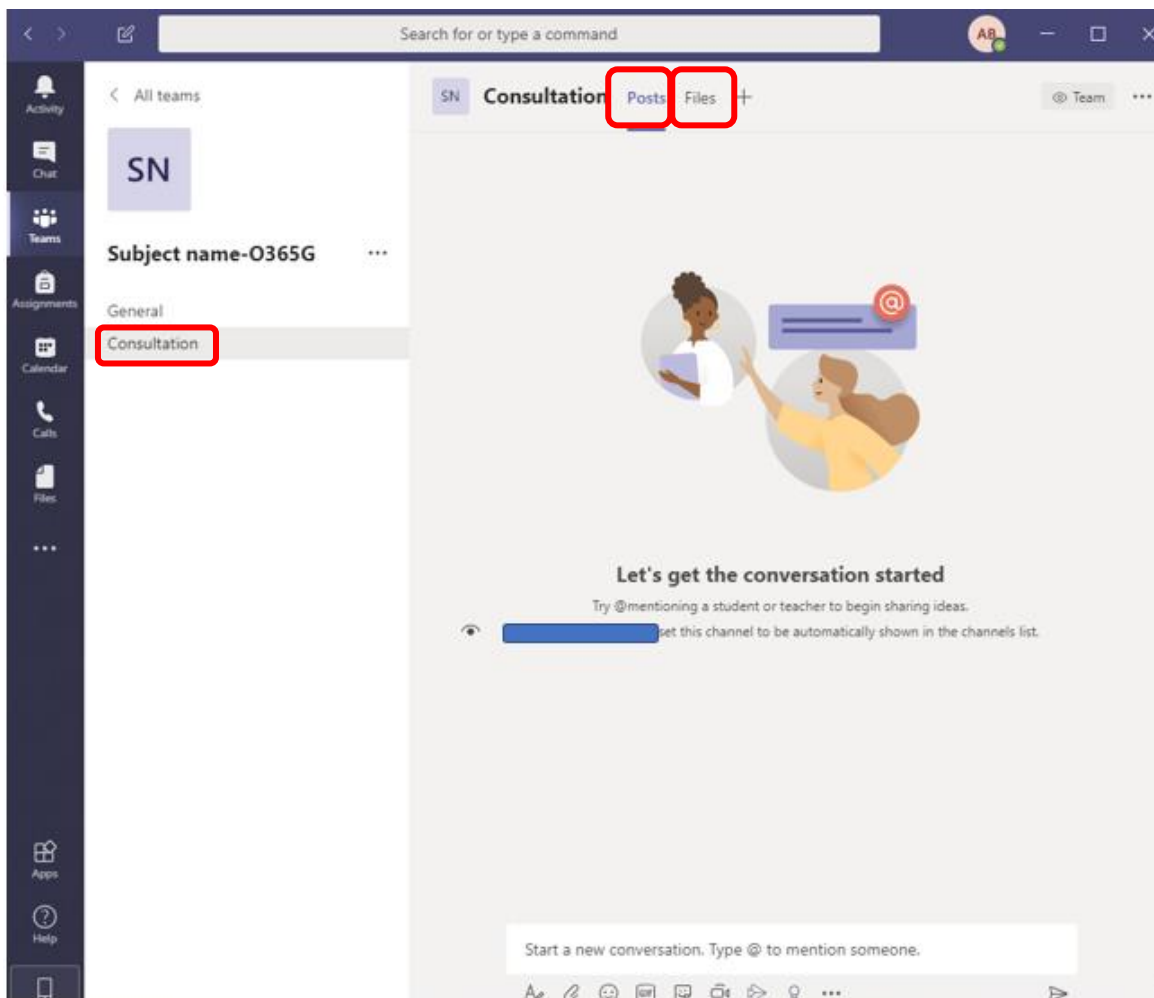 Search for or type a command
AB
Activity
Chat
Teams
Assignments
Calendar
Calls
Files
Apps
Help
All teams
SN
Subject name-O365G
General
Consultation
SN Consultation Posts Files + Team
@
Let's get the conversation started
Try @mentioning a student or teacher to begin sharing ideas.
set this channel to be automatically shown in the channels list.
Start a new conversation. Type @ to mention someone.
GIF